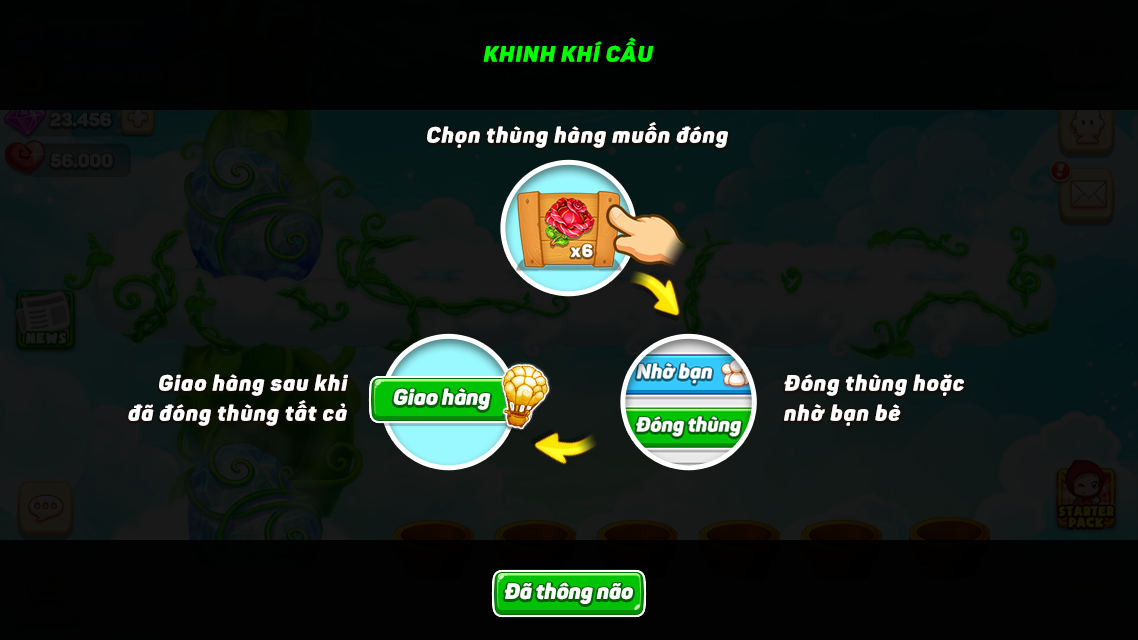 KHINH KHÍ CẦU
23.456
56.000
Chọn thùng hàng muốn đóng
x6
NEWS
Giao hàng sau khi
đã đóng thùng tất cả
Giao hàng
Nhờ bạn
Đóng thùng
Đóng thùng hoặc
nhờ bạn bè
STARTER
PACK
Đã thông não